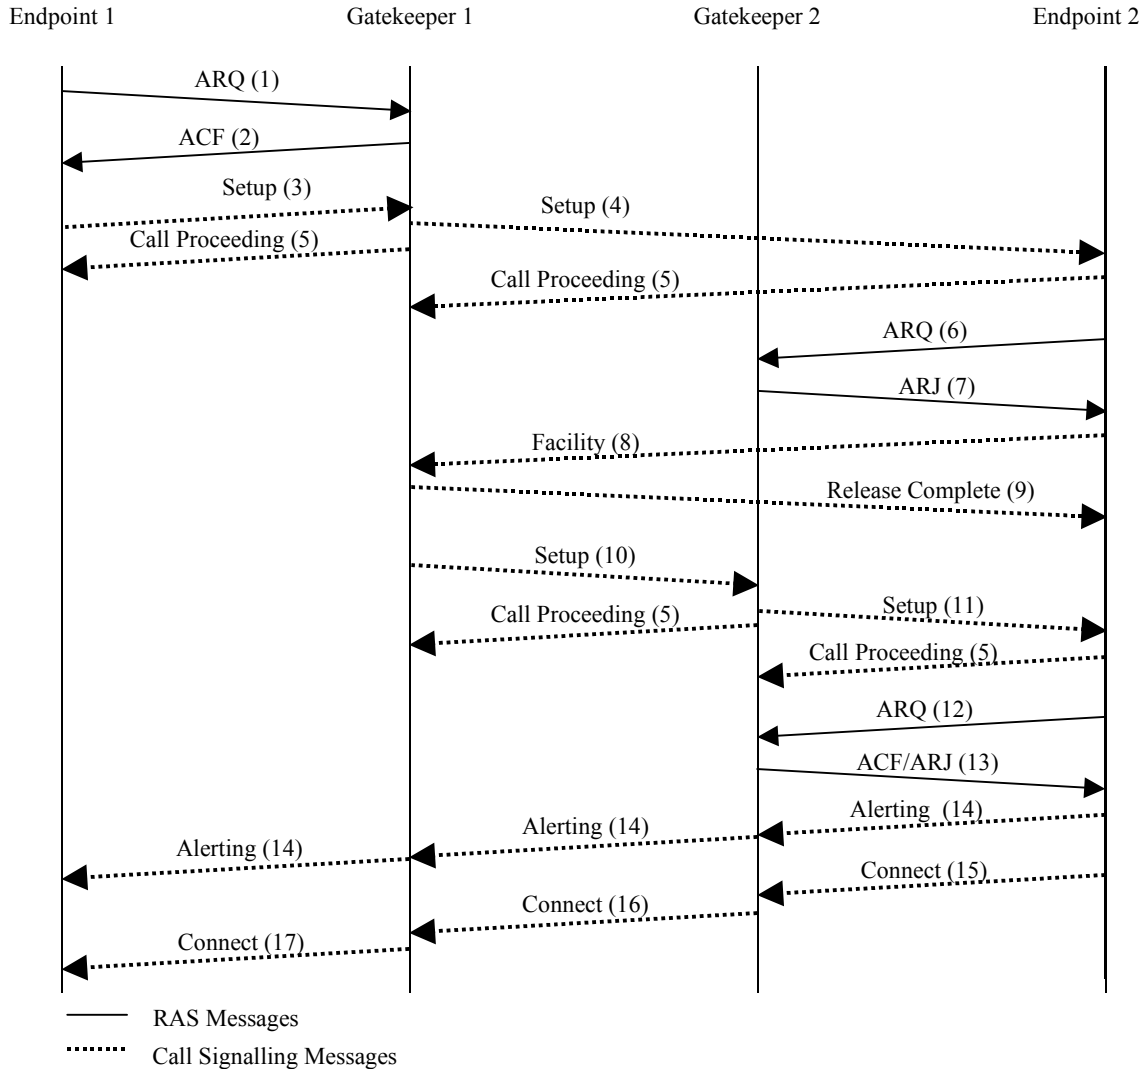 Endpoint 1 Gatekeeper 1 Gatekeeper 2 Endpoint 2
ARQ (1)
ACF (2)
Setup (3)
Setup (4)
Call Proceeding (5)
Call Proceeding (5)
ARQ (6)
ARJ (7)
Facility (8)
Release Complete (9)
Setup (10)
Setup (11)
Call Proceeding (5)
Call Proceeding (5)
ARQ (12)
ACF/ARJ (13)
Alerting (14)
Alerting (14)
Alerting (14)
Connect (15)
Connect (16)
Connect (17)
RAS Messages
Call Signalling Messages